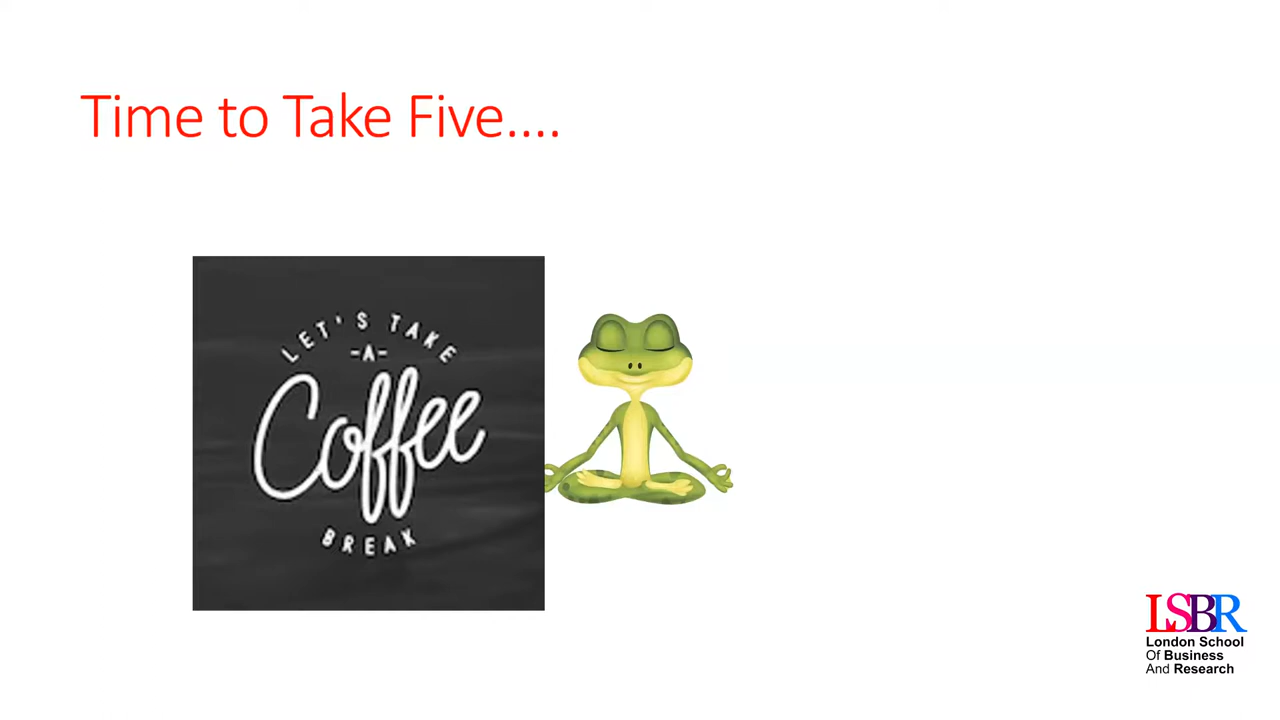 Time to Take Five....
LET'S TAKE
-A-
Coffee
BREAK
LSBR
London School
Of Business
And Research